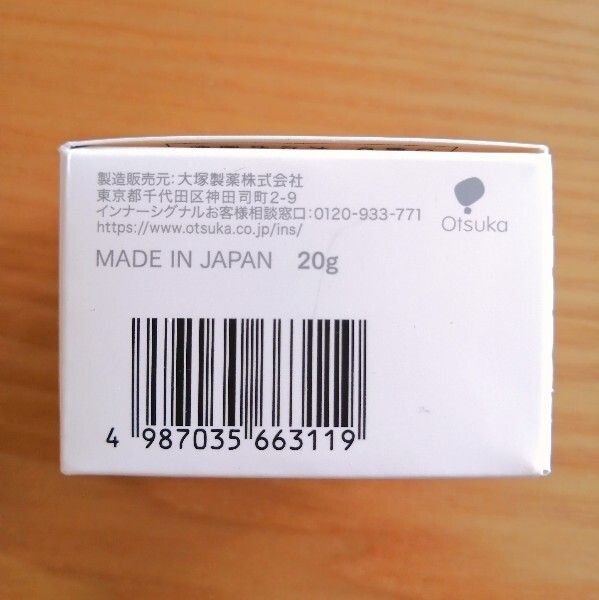 製造販売元:大塚製薬株式会社
東京都千代田区神田司町2-9
インナーシグナルお客様相談窓口:0120-933-771
https://www.otsuka.co.jp/ins/
Otsuka
MADE IN JAPAN 20g
4 987035 663119